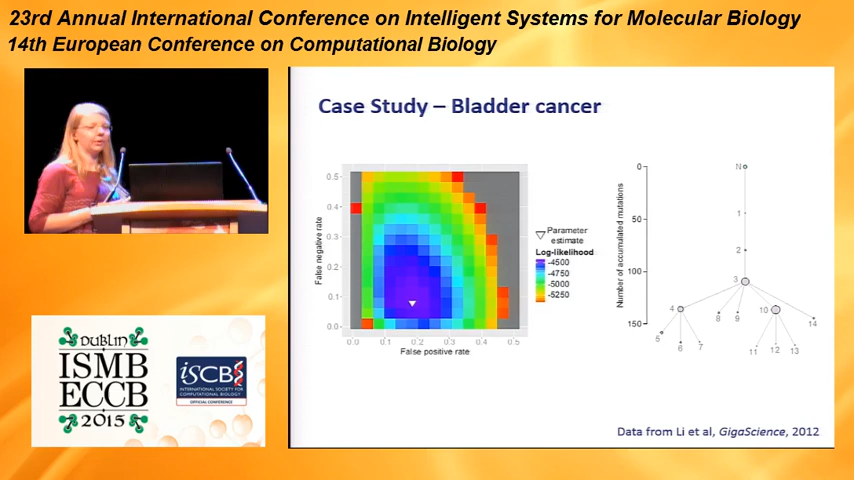 23rd Annual International Conference on Intelligent Systems for Molecular Biology
14th European Conference on Computational Biology
Case Study – Bladder cancer
False negative rate
0.5
0.4
0.3
0.2
0.1
0.0
0.0
0.1
0.2
0.3
0.4
0.5
False positive rate
Parameter
estimate
Log-likelihood
-4500
-4750
-5000
-5250
Number of accumulated mutations
0
50
100
150
N
1
2
3
4
5
6
7
8
9
10
11
12
13
14
Data from Li et al, GigaScience, 2012
DUBLIN
ISMB
ECCB
2015
ISCB
INTERNATIONAL SOCIETY FOR
COMPUTATIONAL BIOLOGY
OFFICIAL CONFERENCE